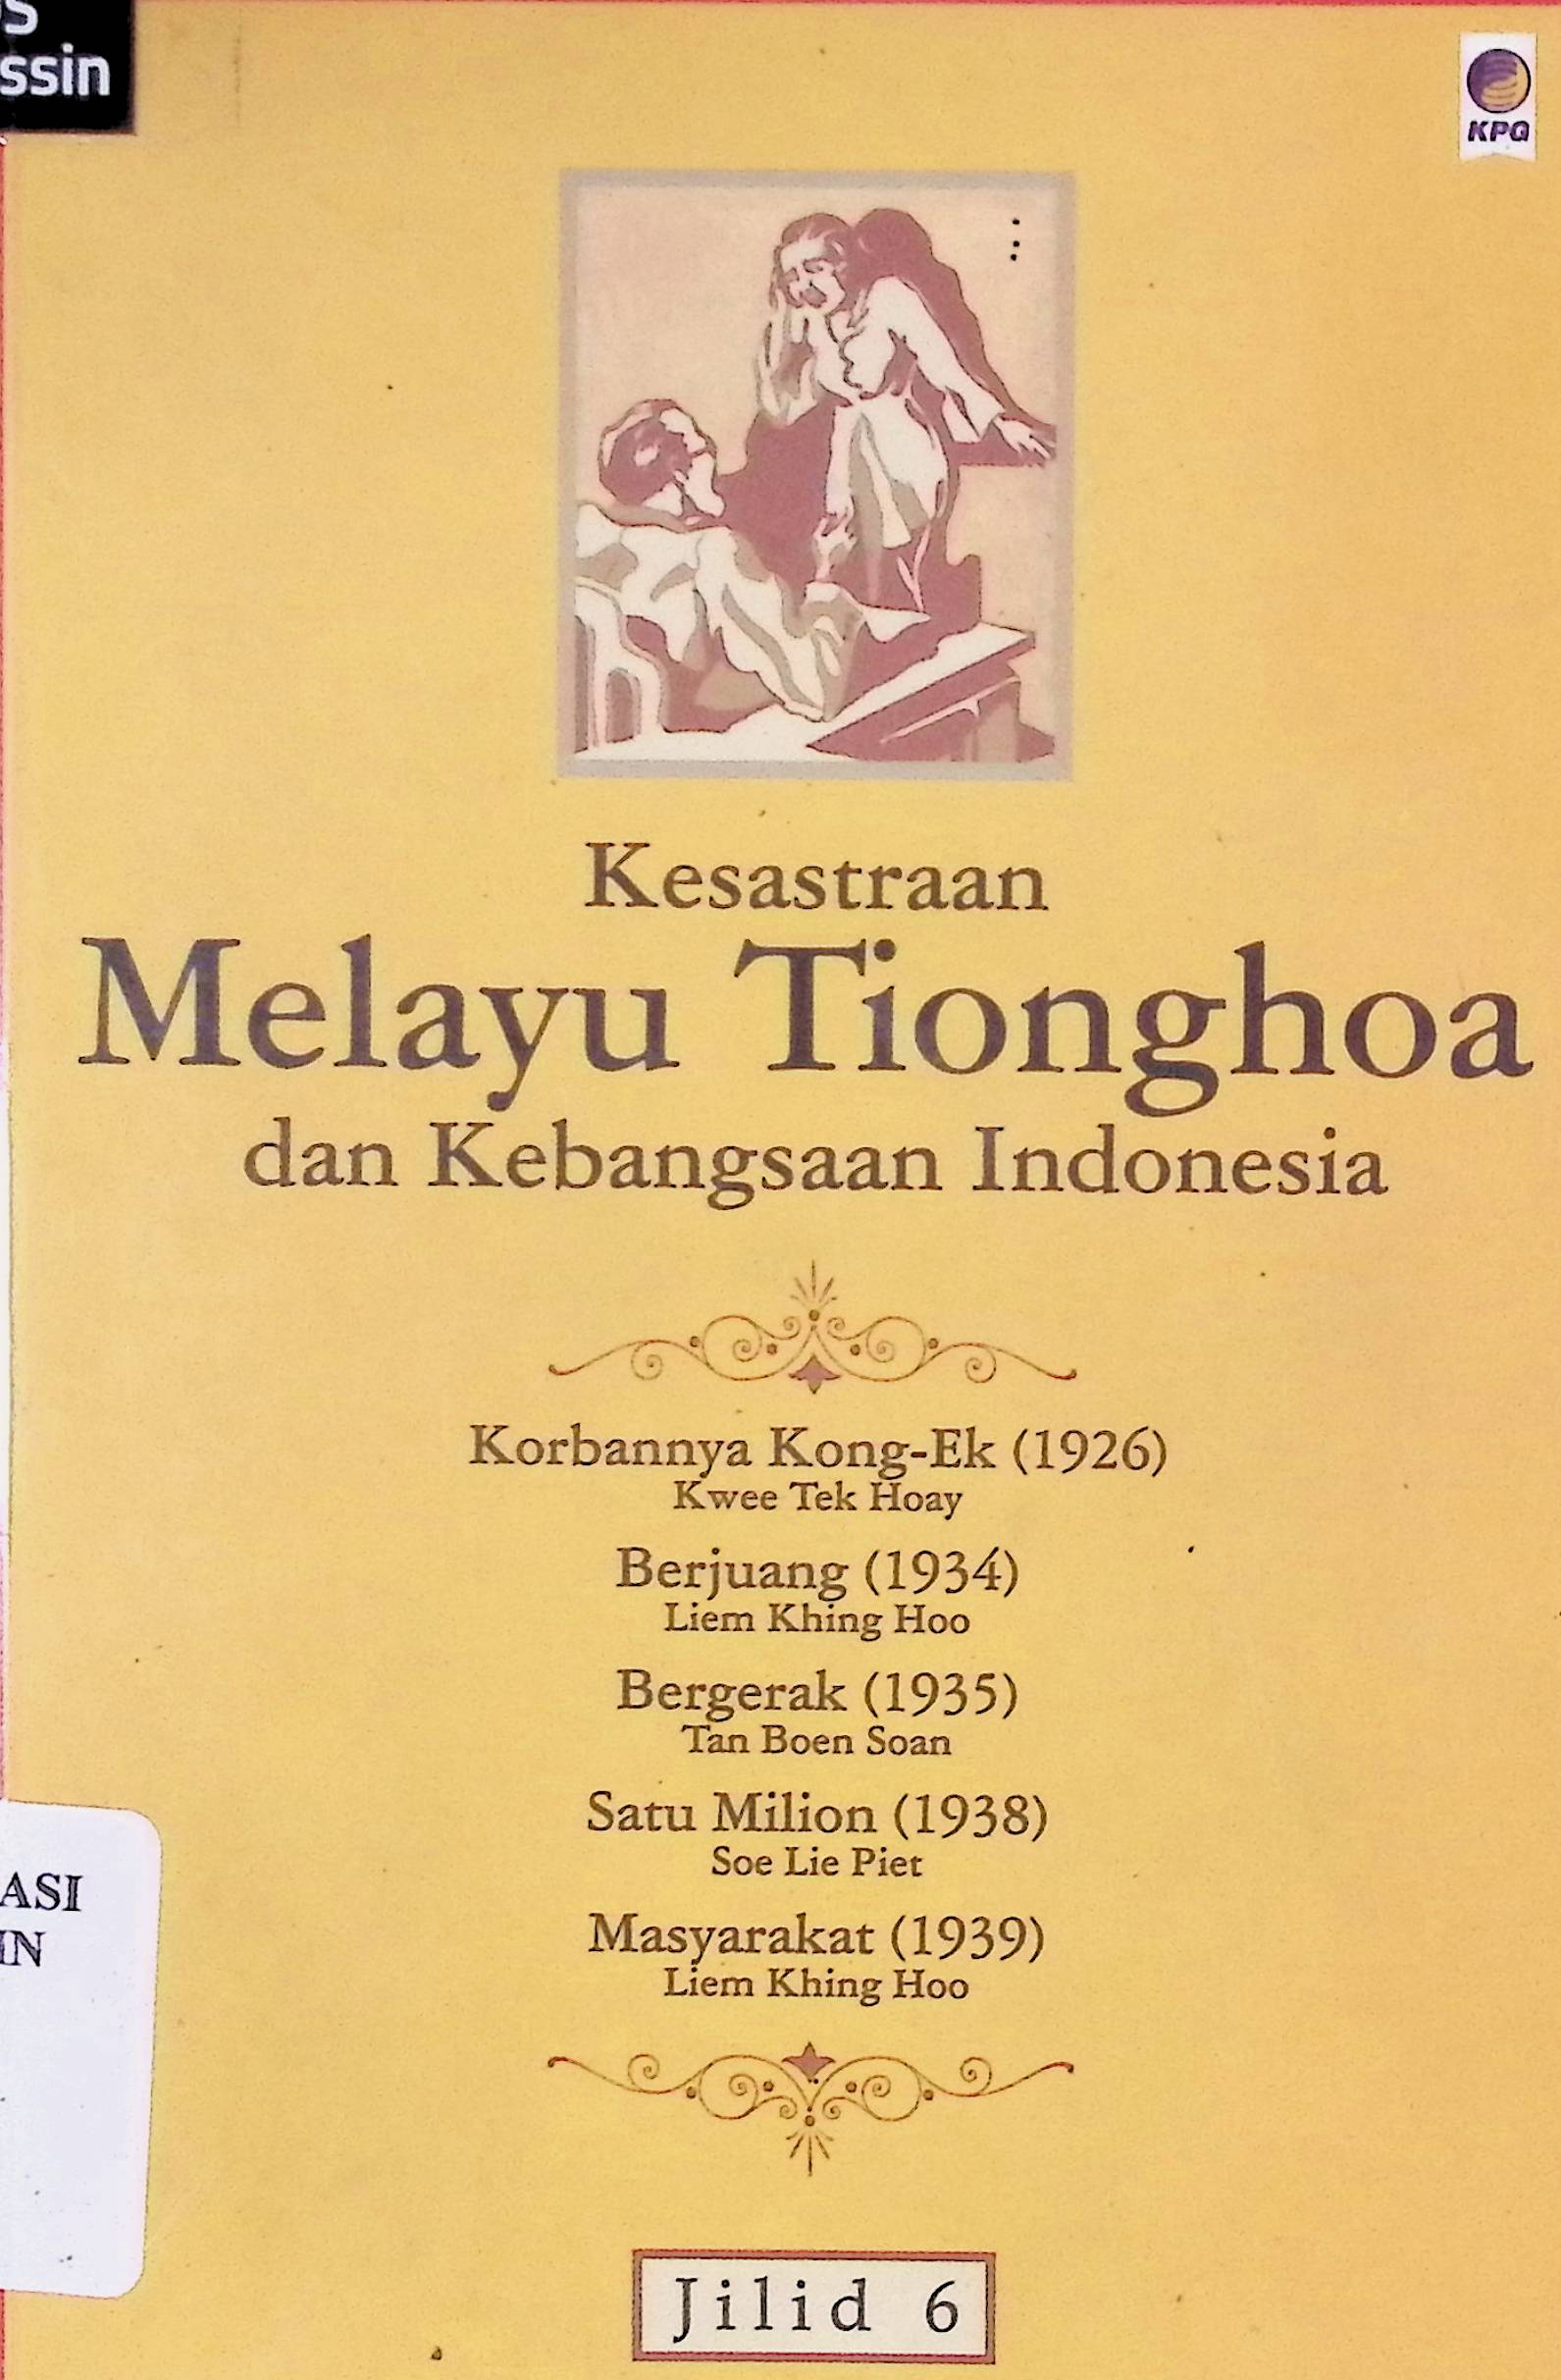 ssin
KPG
Kesastraan
Melayu Tionghoa
dan Kebangsaan Indonesia
Korbannya Kong-Ek (1926)
Kwee Tek Hoay
Berjuang (1934)
Liem Khing Hoo
Bergerak (1935)
Tan Boen Soan
Satu Milion (1938)
Soe Lie Piet
Masyarakat (1939)
Liem Khing Hoo
ASI
IN
Jilid 6